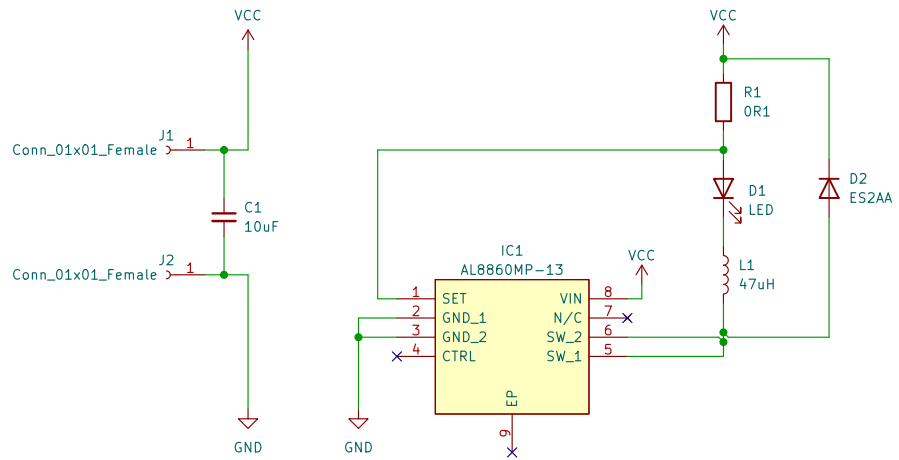 VCC
J1
Conn_01x01_Female
1
C1
10uF
J2
Conn_01x01_Female
1
GND
VCC
R1
0R1
D1
LED
D2
ES2AA
L1
47uH
IC1
AL8860MP-13
VCC
1 SET
2 GND_1
3 GND_2
4 CTRL
VIN 8
N/C 7
SW_2 6
SW_1 5
EP
9
GND